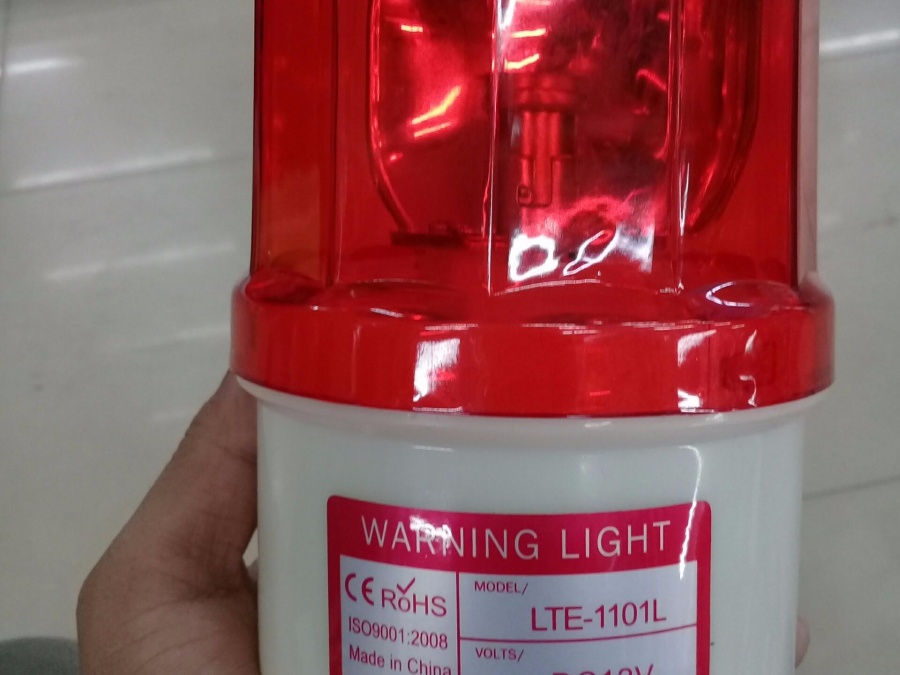 WARNING LIGHT
CE RoHS
ISO9001:2008
Made in China
MODEL/
LTE-1101L
VOLTS/